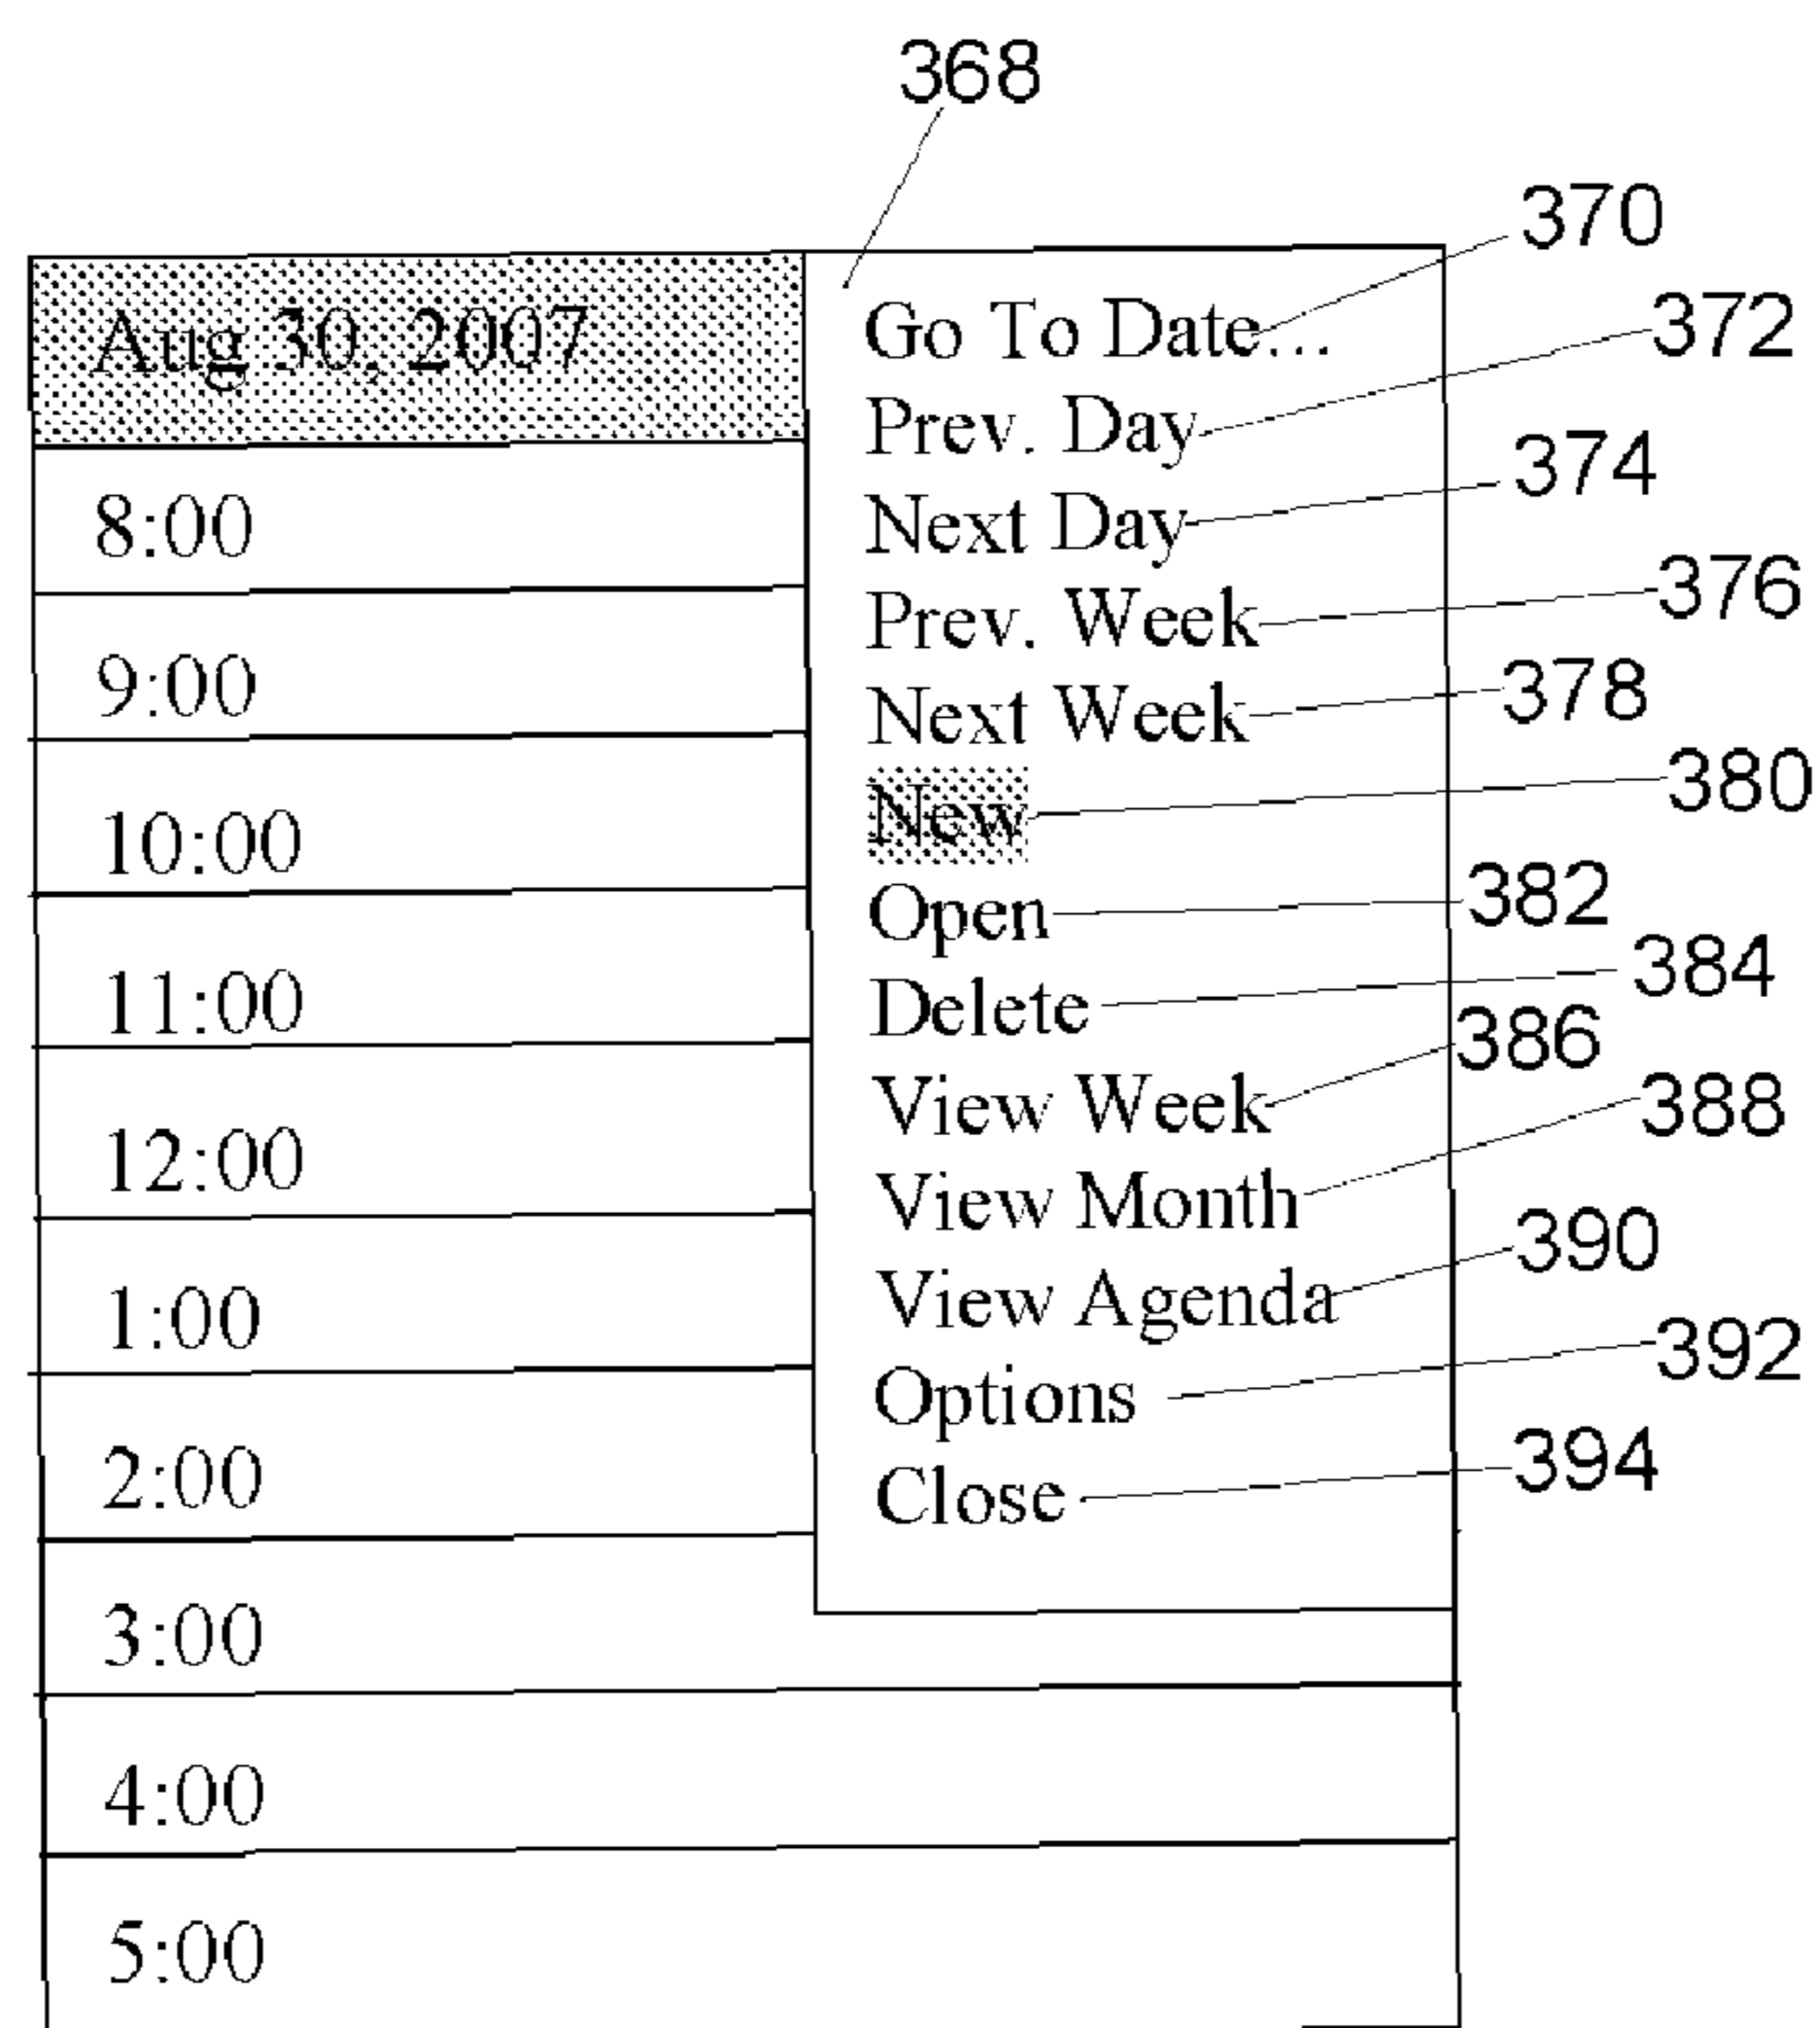 368
Aug 30, 2007
8:00
9:00
10:00
11:00
12:00
1:00
2:00
3:00
4:00
5:00
Go To Date... 370
Prev. Day 372
Next Day 374
Prev. Week 376
Next Week 378
New 380
Open 382
Delete 384
View Week 386
View Month 388
View Agenda 390
Options 392
Close 394